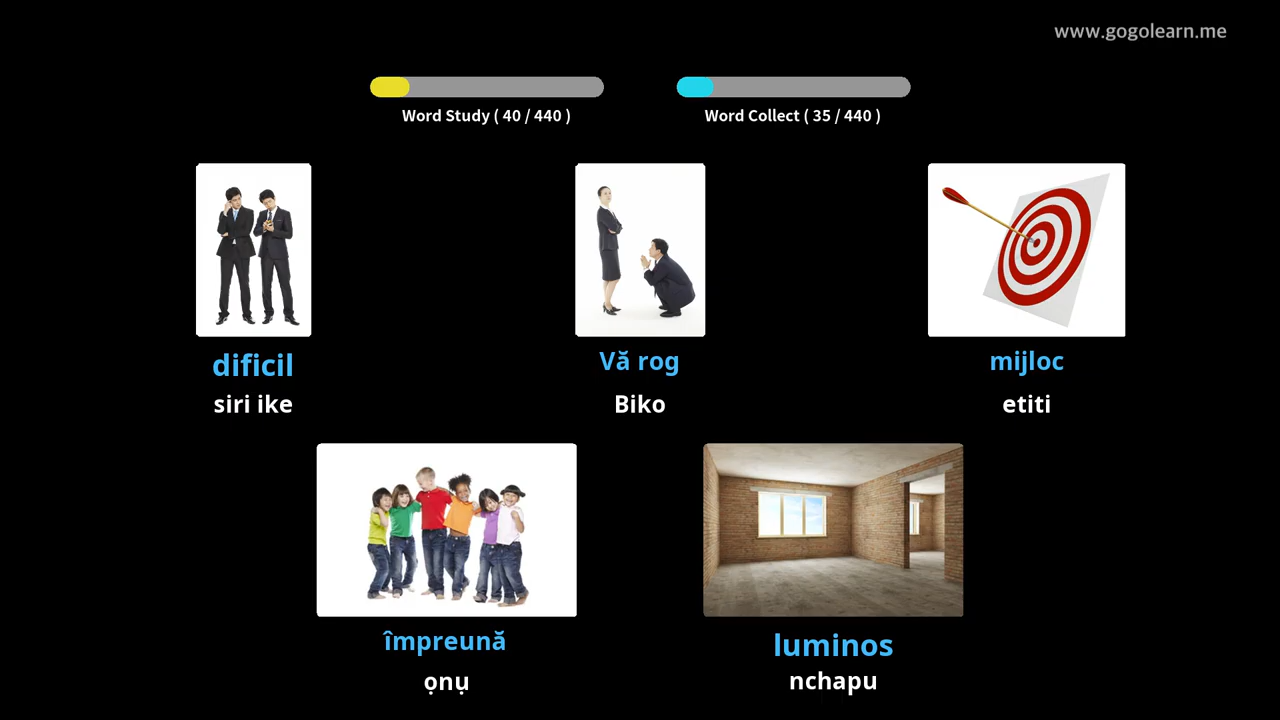 www.gogolearn.me
Word Study ( 40 / 440 )
Word Collect ( 35 / 440 )
dificil
siri ike
Vă rog
Biko
mijloc
etiti
împreună
ọnụ
luminos
nchapu